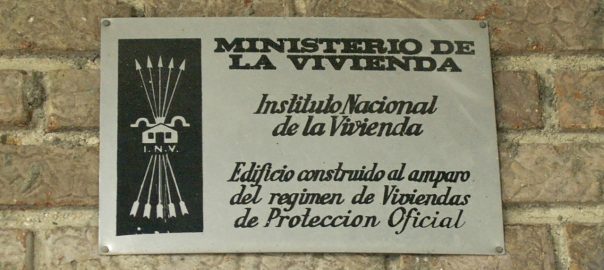 MINISTERIO DE
LA VIVIENDA
Instituto Nacional
de la Vivienda
I.N.V.
Edificio construido al amparo
del regimen de Viviendas
de Proteccion Oficial